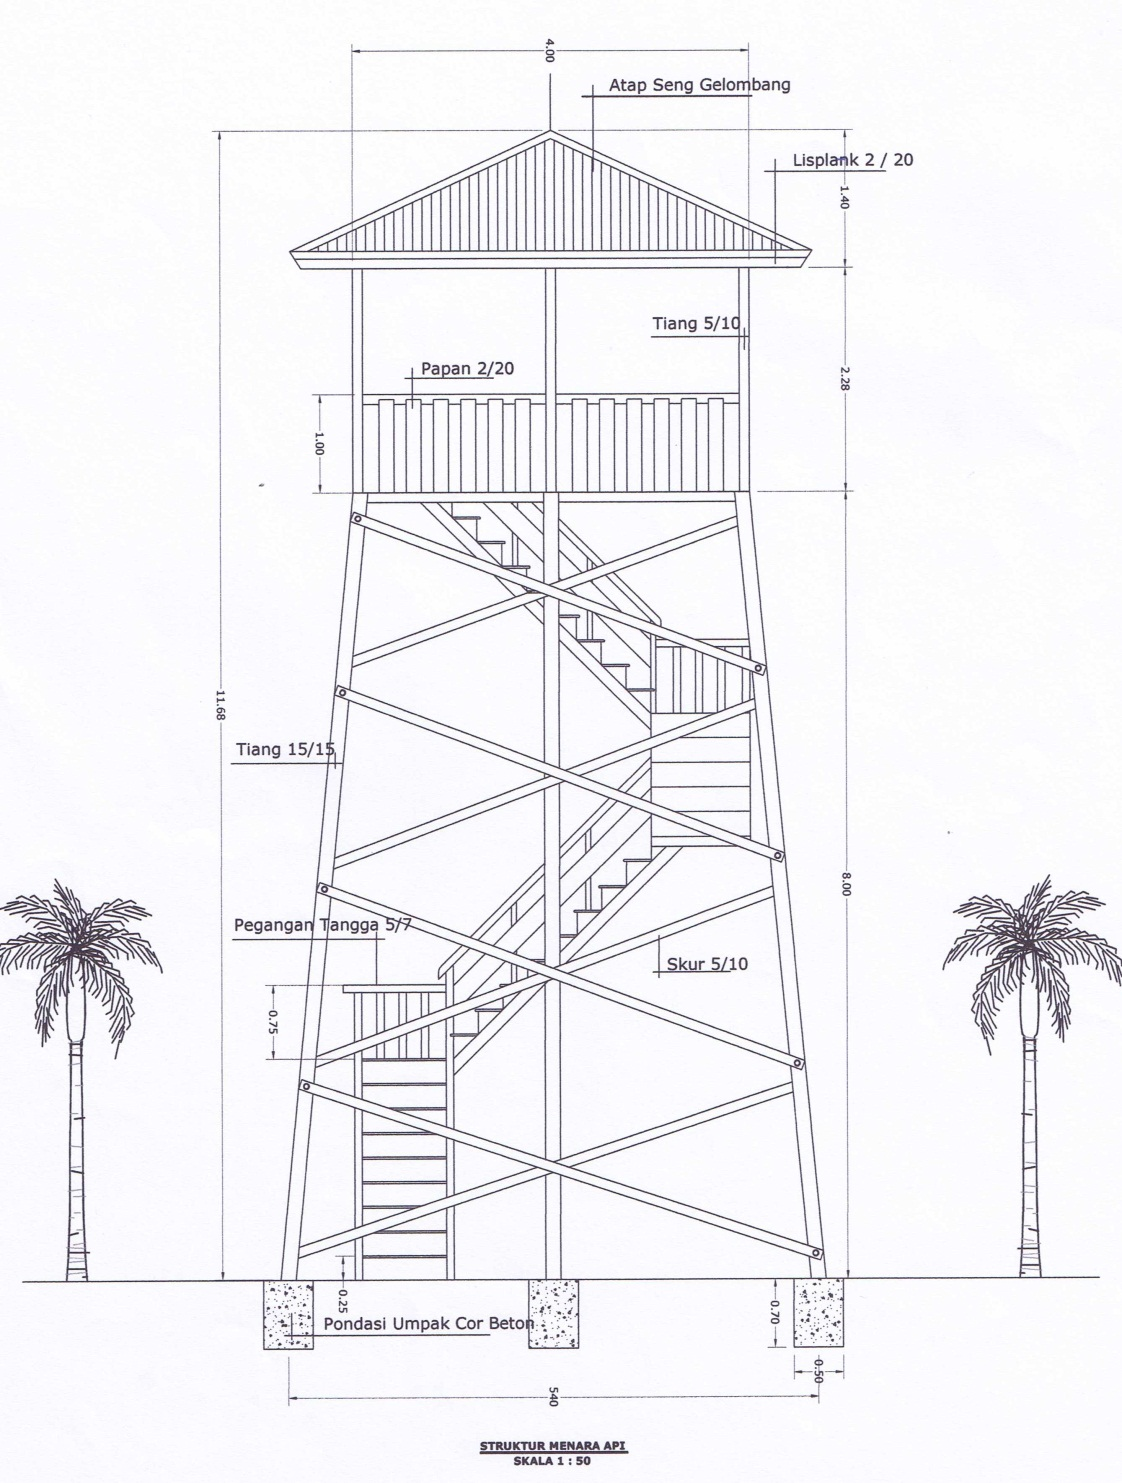 4.00
Atap Seng Gelombang
Lisplank 2 / 20
1.40
Tiang 5/10
Papan 2/20
2.28
1.00
11.68
Tiang 15/15
8.00
Pegangan Tangga 5/7
Skur 5/10
0.75
0.25
Pondasi Umpak Cor Beton
0.70
0.50
540
STRUKTUR MENARA API
SKALA 1 : 50